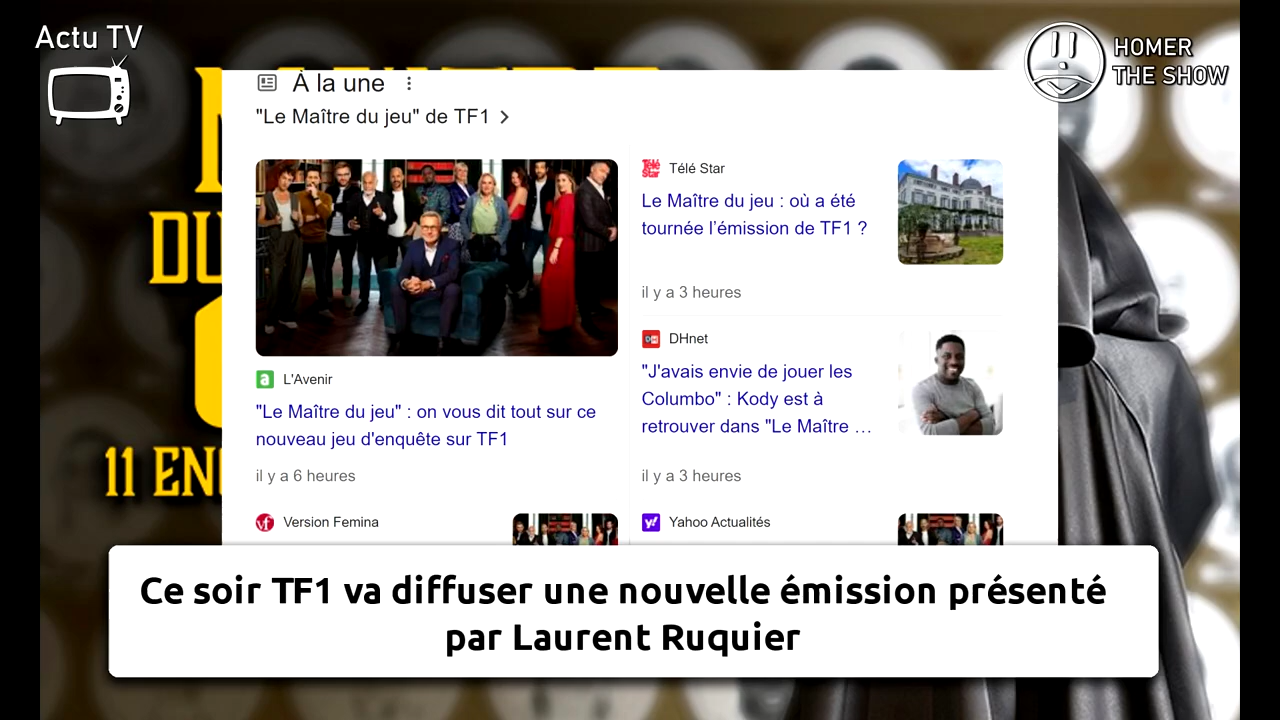 Actu TV
HOMER
THE SHOW
À la une
"Le Maître du jeu" de TF1
Télé Star
Le Maître du jeu : où a été
tournée l'émission de TF1 ?
il y a 3 heures
L'Avenir
"Le Maître du jeu" : on vous dit tout sur ce
nouveau jeu d'enquête sur TF1
il y a 6 heures
DHnet
"J'avais envie de jouer les
Columbo" : Kody est à
retrouver dans "Le Maître ...
il y a 3 heures
Version Femina
Yahoo Actualités
DU
11 EN
Ce soir TF1 va diffuser une nouvelle émission présenté
par Laurent Ruquier